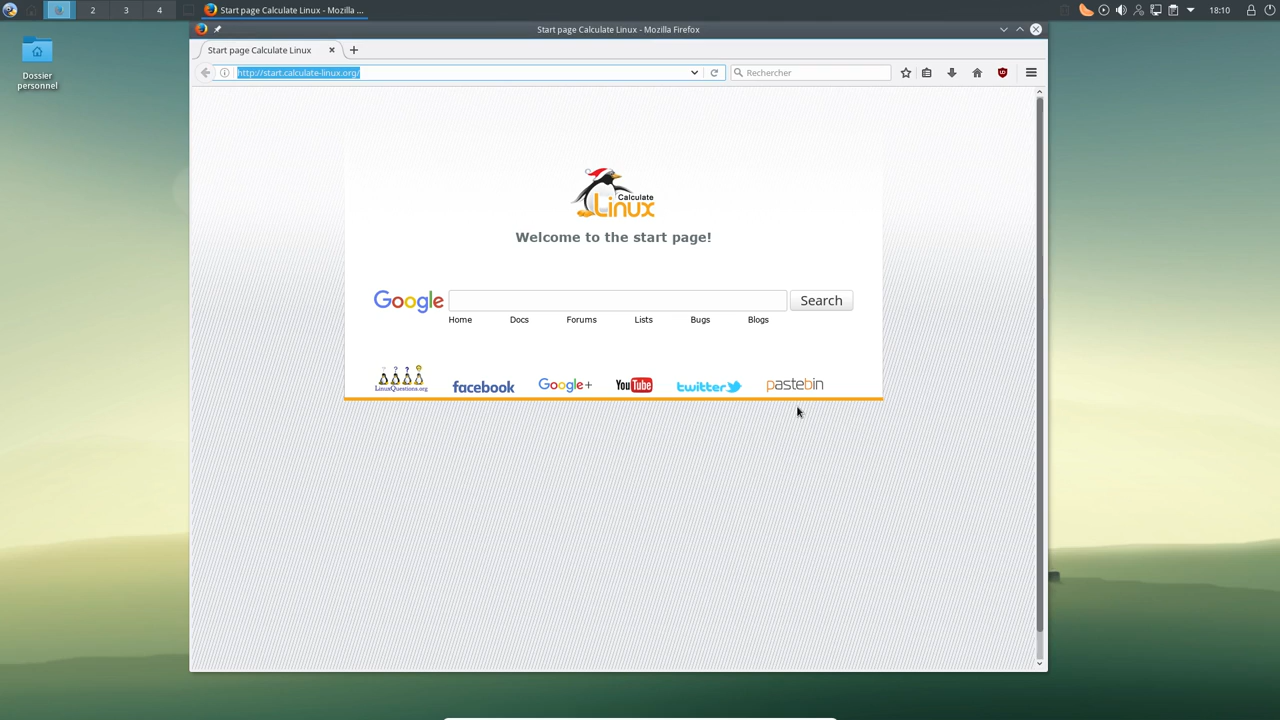 2
3
4
Start page Calculate Linux - Mozilla ...
18:10
Dossier
personnel
Start page Calculate Linux - Mozilla Firefox
Start page Calculate Linux
http://start.calculate-linux.org/
Rechercher
Calculate
Linux
Welcome to the start page!
Google
Search
Home
Docs
Forums
Lists
Bugs
Blogs
LinuxQuestions.org
facebook
Google+
YouTube
twitter
pastebin